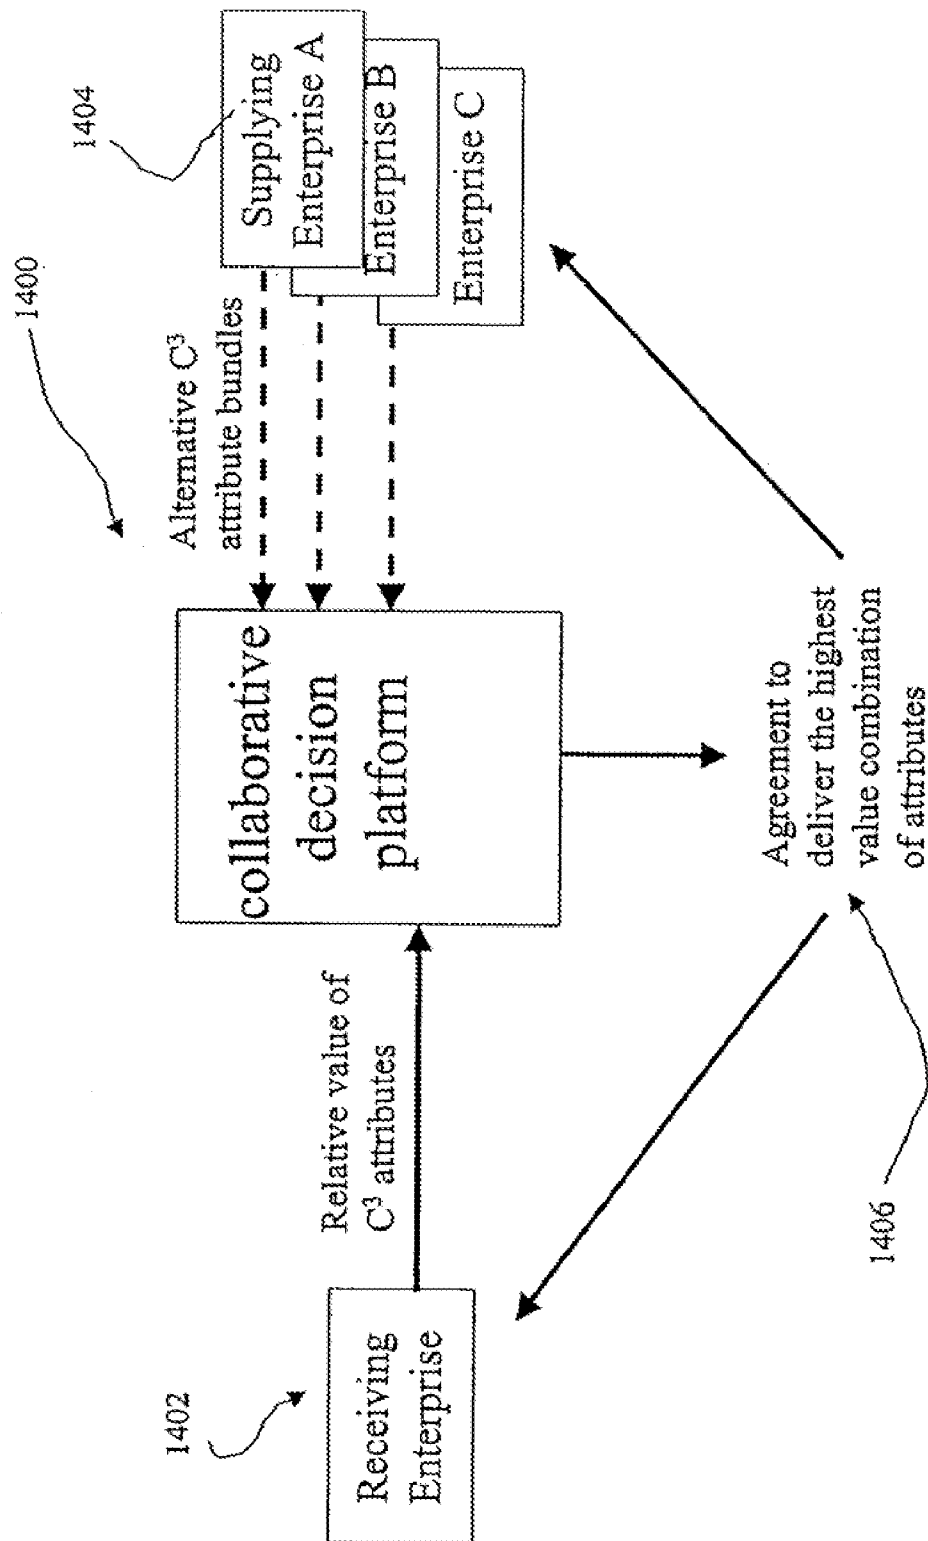 1400
1404
Alternative C³
attribute bundles
Supplying
Enterprise A
Enterprise B
Enterprise C
collaborative
decision
platform
1402
Relative value of
C³ attributes
Receiving
Enterprise
Agreement to
deliver the highest
value combination
of attributes
1406